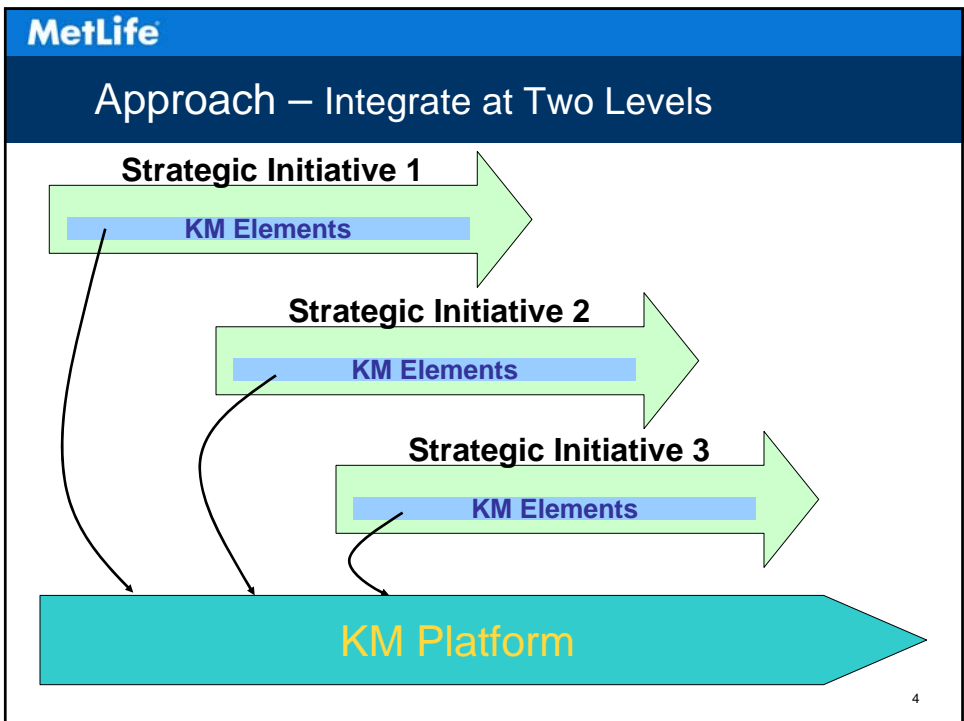 MetLife
Approach – Integrate at Two Levels
Strategic Initiative 1
KM Elements
Strategic Initiative 2
KM Elements
Strategic Initiative 3
KM Elements
KM Platform
4